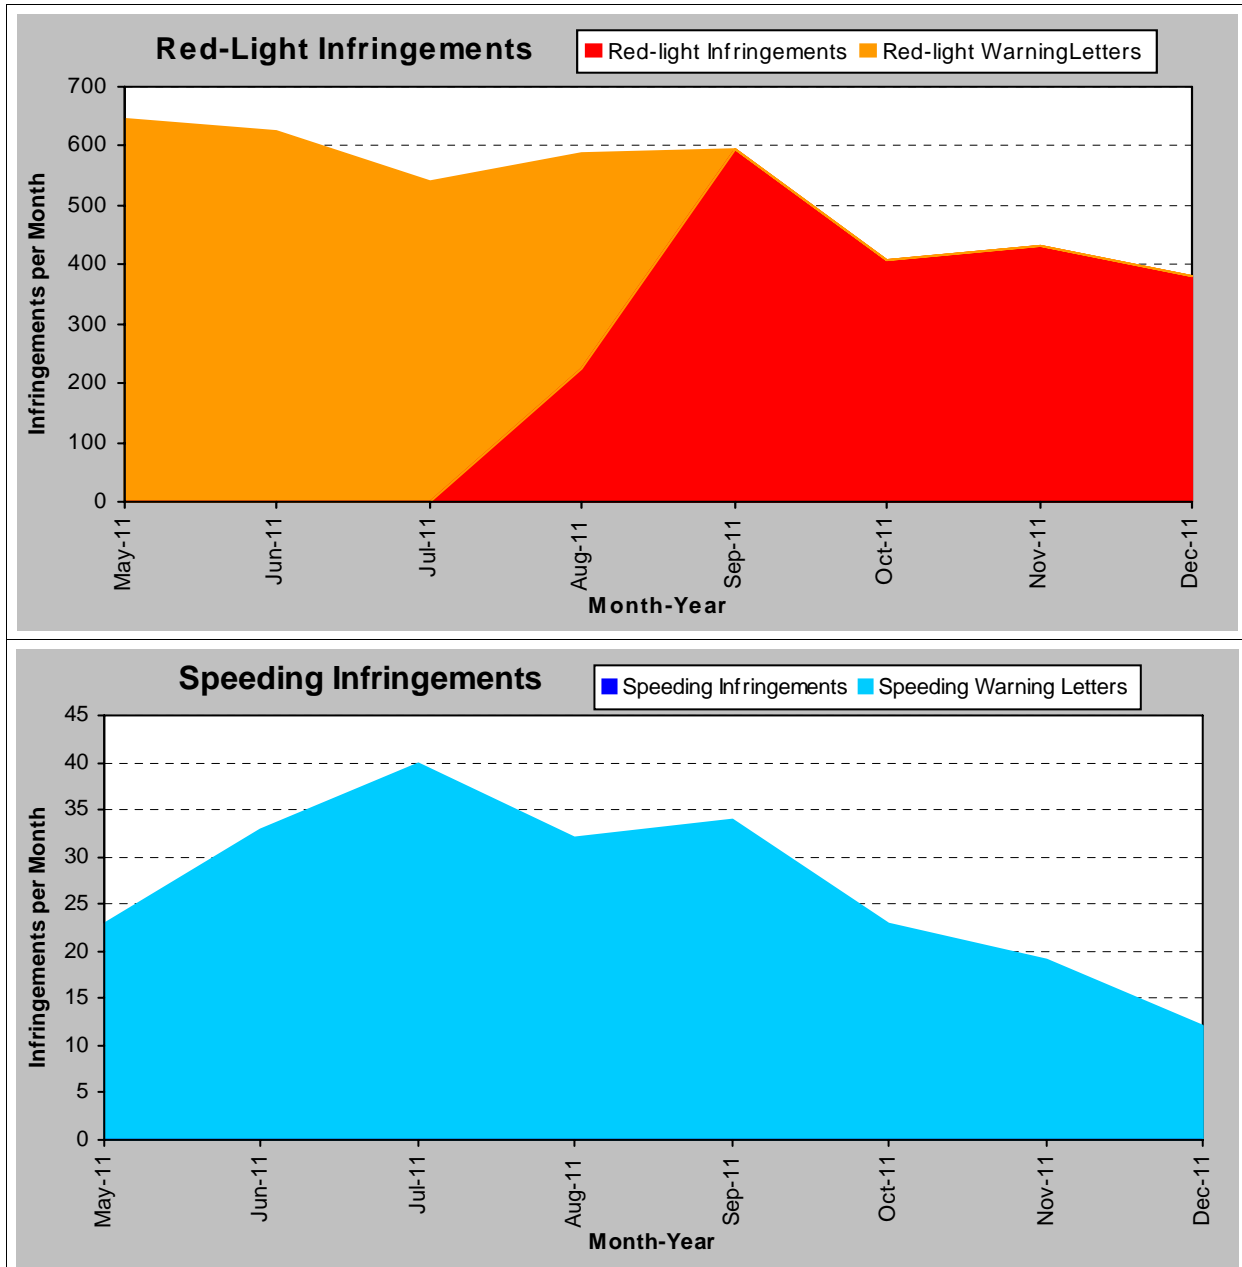 Red-Light Infringements
Red-light Infringements Red-light WarningLetters
Infringements per Month
700
600
500
400
300
200
100
0
May-11 Jun-11 Jul-11 Aug-11 Sep-11 Oct-11 Nov-11 Dec-11
Month-Year
Speeding Infringements
Speeding Infringements Speeding Warning Letters
Infringements per Month
45
40
35
30
25
20
15
10
5
0
May-11 Jun-11 Jul-11 Aug-11 Sep-11 Oct-11 Nov-11 Dec-11
Month-Year